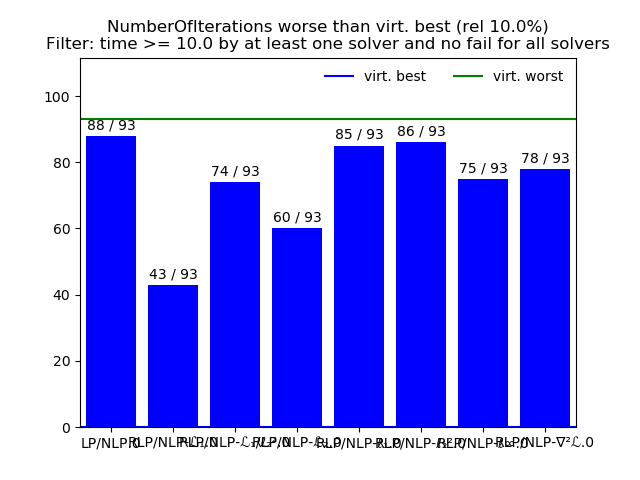 NumberOfIterations worse than virt. best (rel 10.0%)
Filter: time >= 10.0 by at least one solver and no fail for all solvers
virt. best
virt. worst
100
80
60
40
20
0
88 / 93
43 / 93
74 / 93
60 / 93
85 / 93
86 / 93
75 / 93
78 / 93